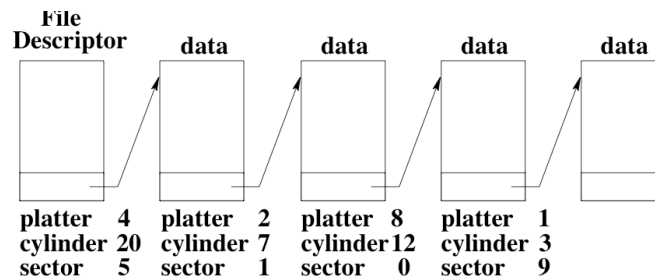 File
Descriptor data data data data
platter 4 platter 2 platter 8 platter 1
cylinder 20 cylinder 7 cylinder 12 cylinder 3
sector 5 sector 1 sector 0 sector 9